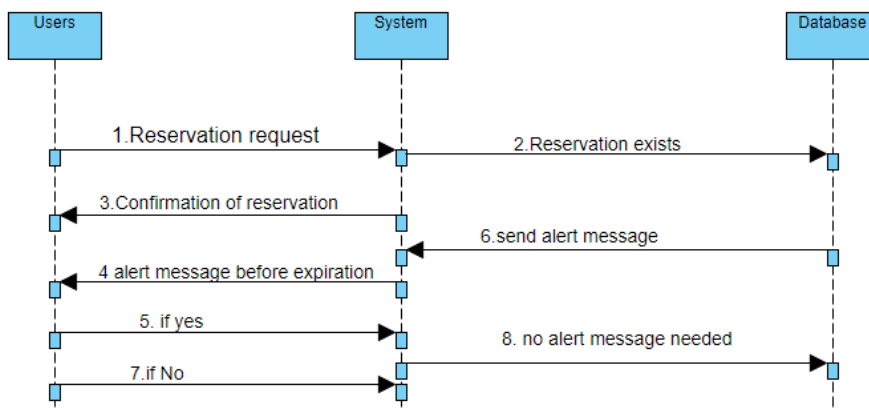 Users
System
Database
1.Reservation request
2.Reservation exists
3.Confirmation of reservation
6.send alert message
4 alert message before expiration
5. if yes
8. no alert message needed
7.if No